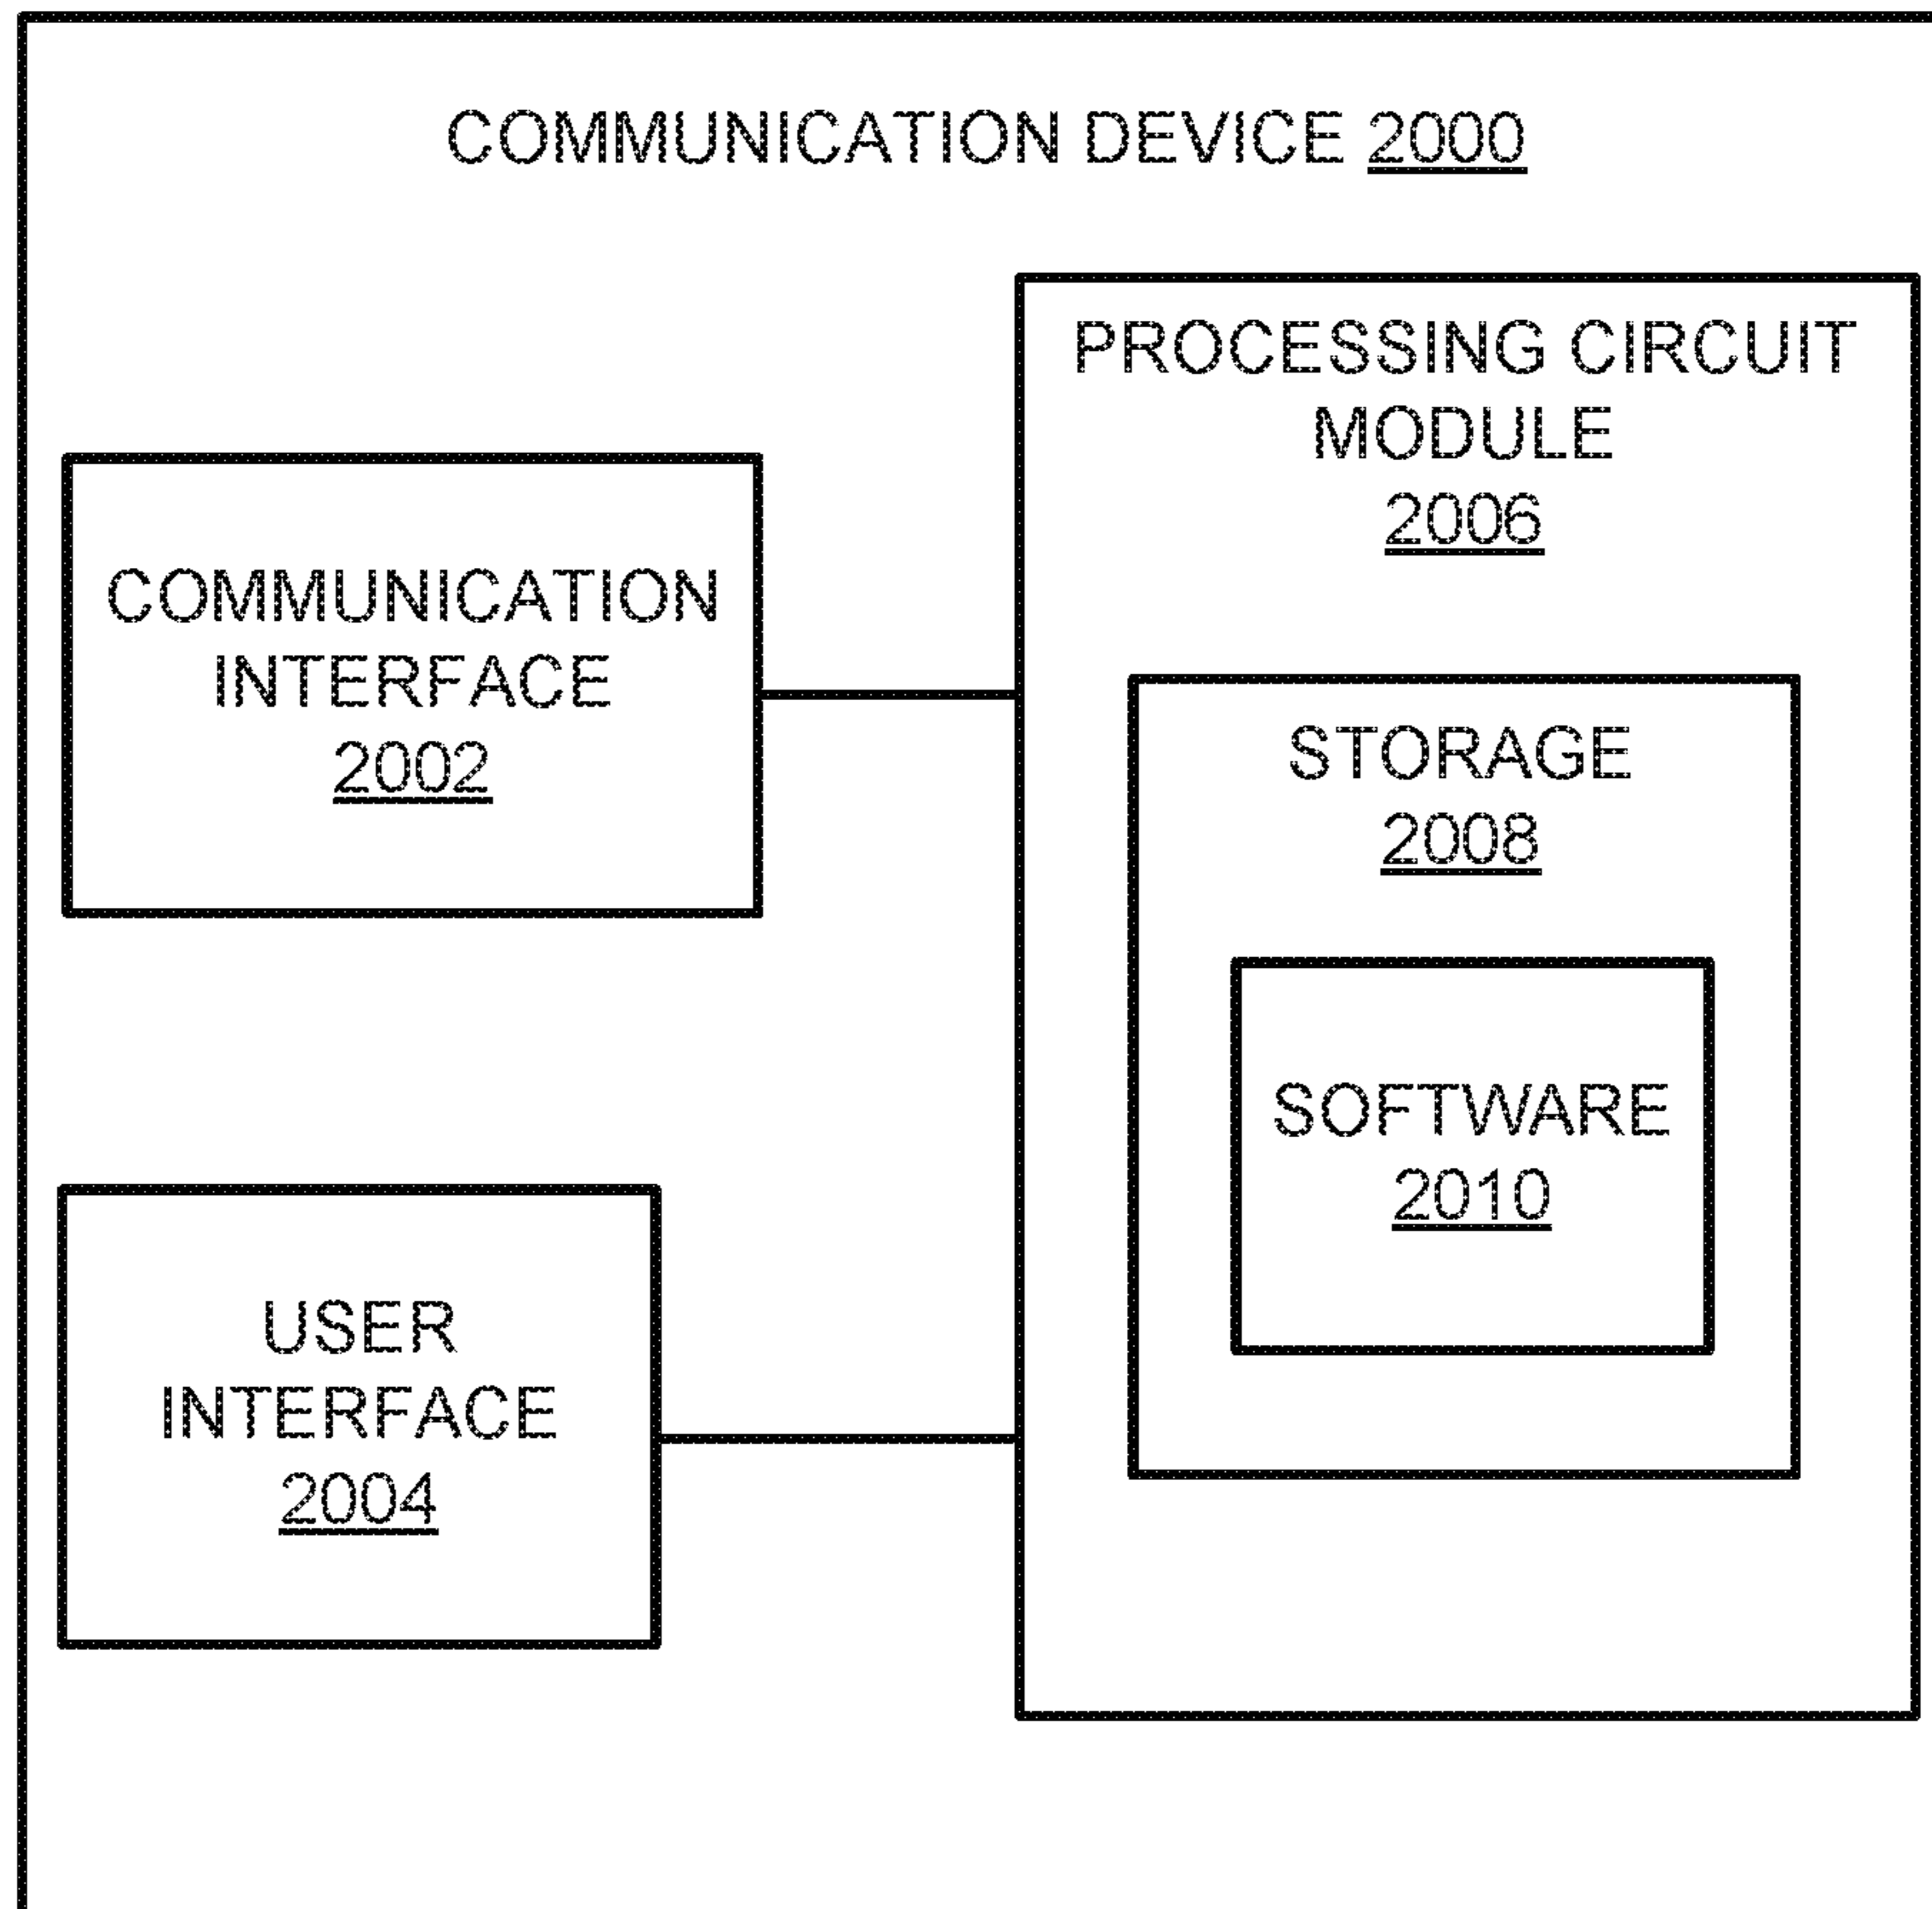 COMMUNICATION DEVICE 2000
PROCESSING CIRCUIT
MODULE
2006
COMMUNICATION
INTERFACE
2002
STORAGE
2008
SOFTWARE
2010
USER
INTERFACE
2004